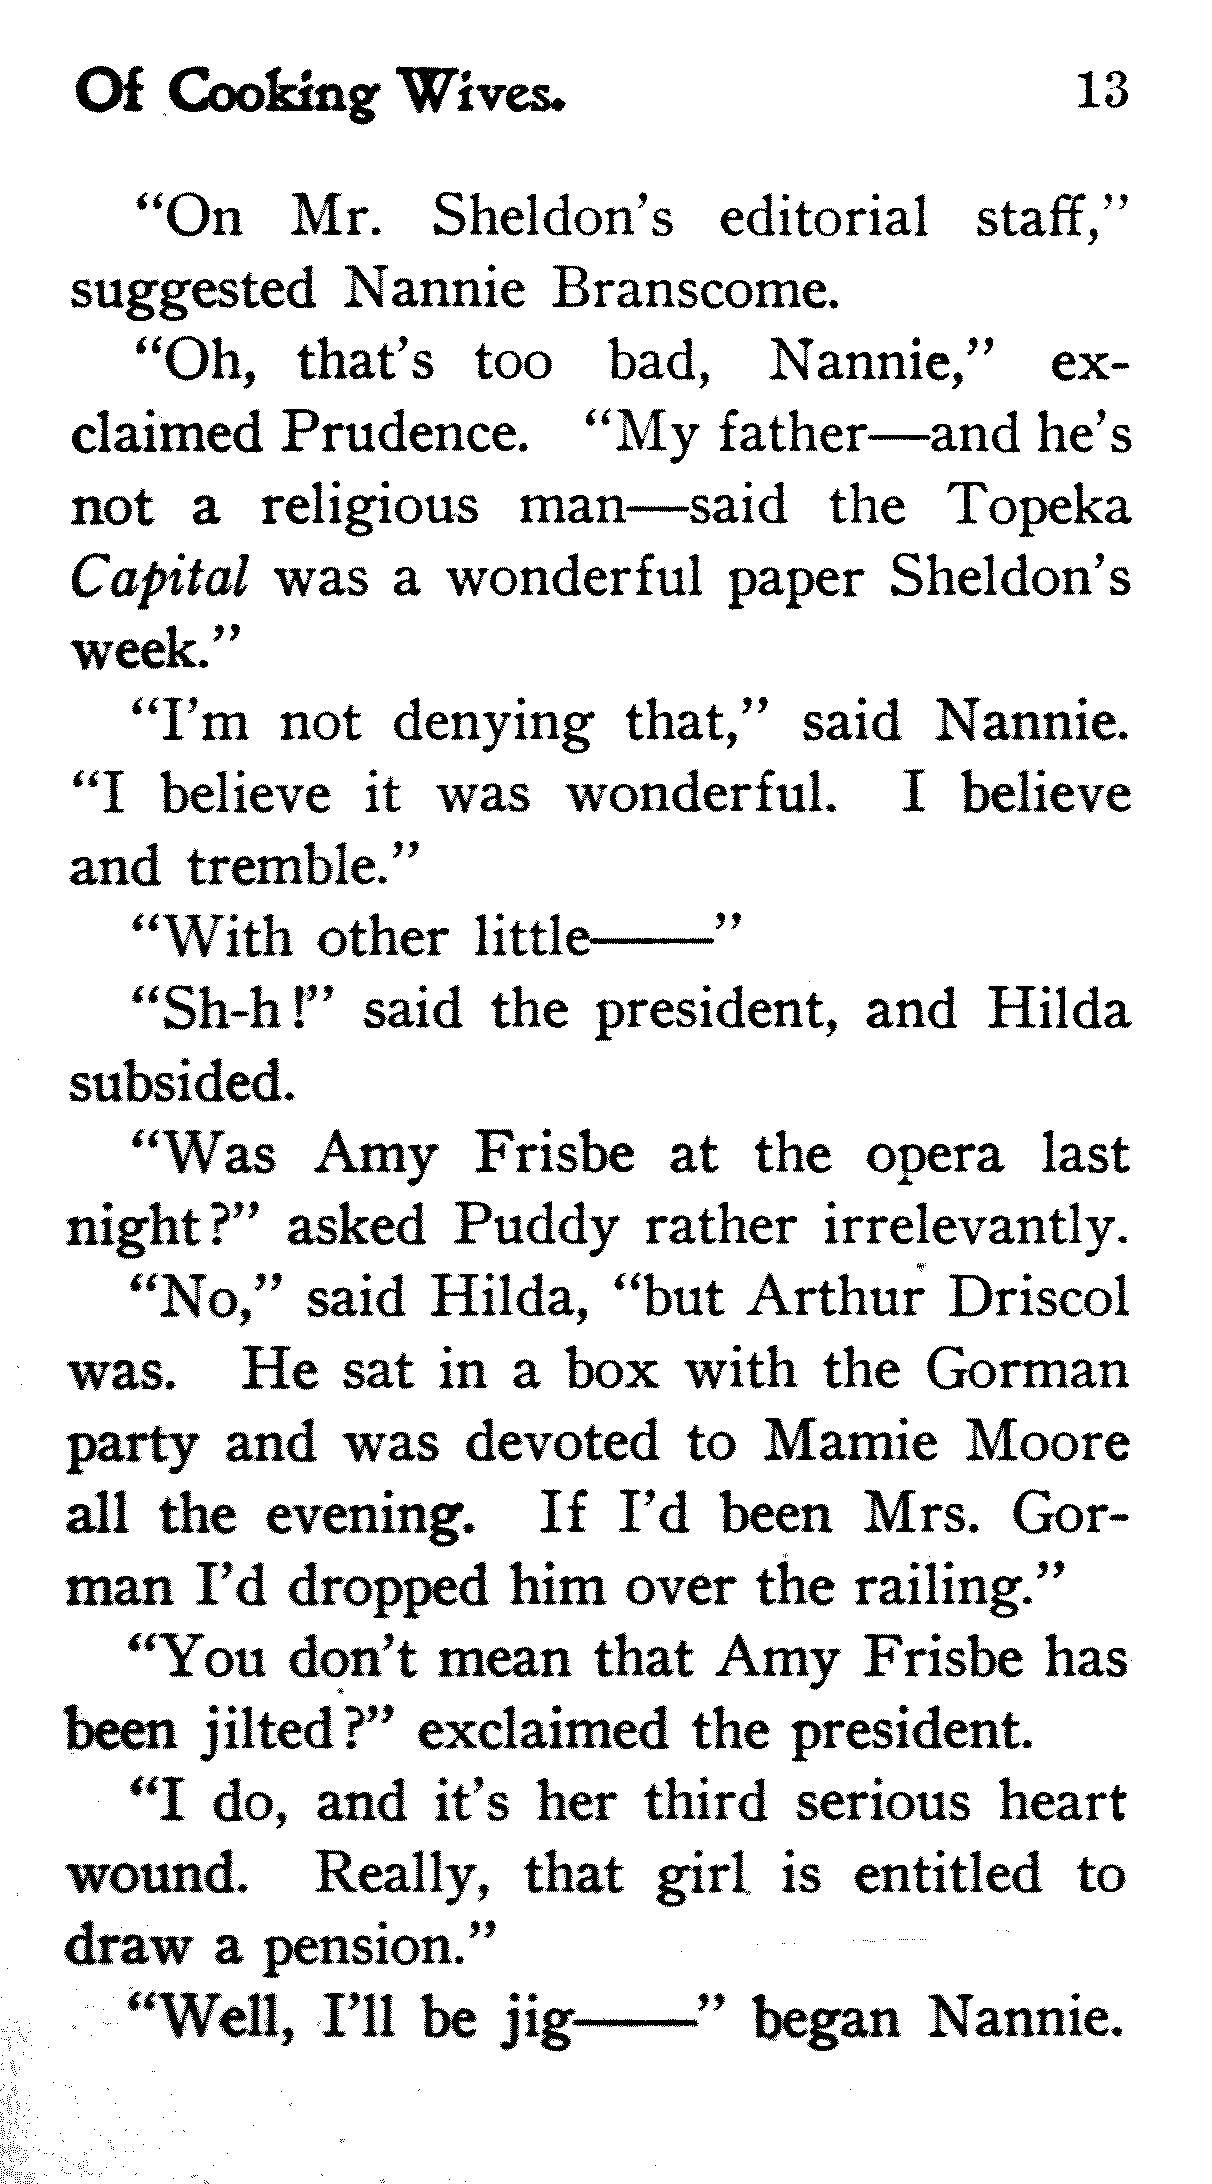 Of Cooking Wives. 13
“On Mr. Sheldon’s editorial staff,”
suggested Nannie Branscome.
“Oh, that’s too bad, Nannie,” ex-
claimed Prudence. “My father—and he’s
not a religious man—said the Topeka
Capital was a wonderful paper Sheldon’s
week.”
“I’m not denying that,” said Nannie.
“I believe it was wonderful. I believe
and tremble.”
“With other little——”
“Sh-h!” said the president, and Hilda
subsided.
“Was Amy Frisbe at the opera last
night?” asked Puddy rather irrelevantly.
“No,” said Hilda, “but Arthur Driscol
was. He sat in a box with the Gorman
party and was devoted to Mamie Moore
all the evening. If I’d been Mrs. Gor-
man I’d dropped him over the railing.”
“You don’t mean that Amy Frisbe has
been jilted?” exclaimed the president.
“I do, and it’s her third serious heart
wound. Really, that girl is entitled to
draw a pension.”
“Well, I’ll be jig——” began Nannie.